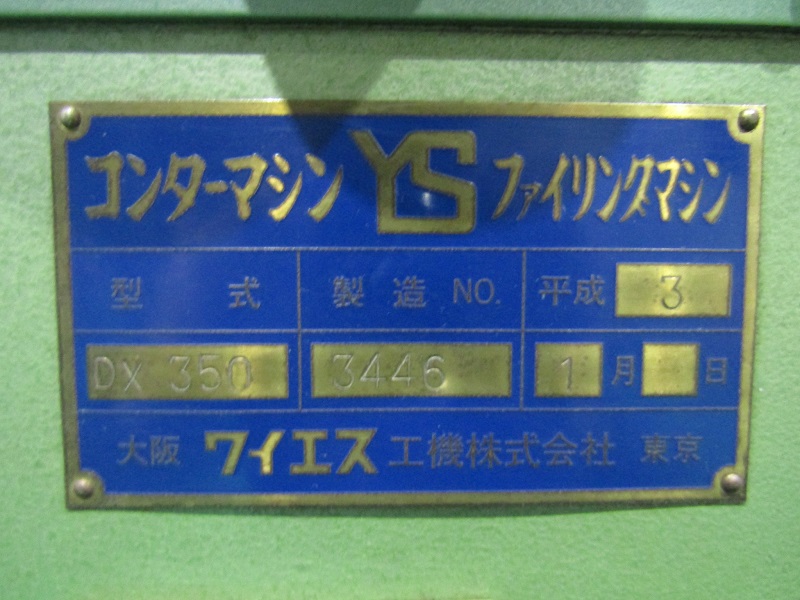 コンターマシン YS ファイリングマシン
型式 製造 NO. 平成 3
DX 350 3446 1 月 日
大阪 ワイエス工機株式会社 東京